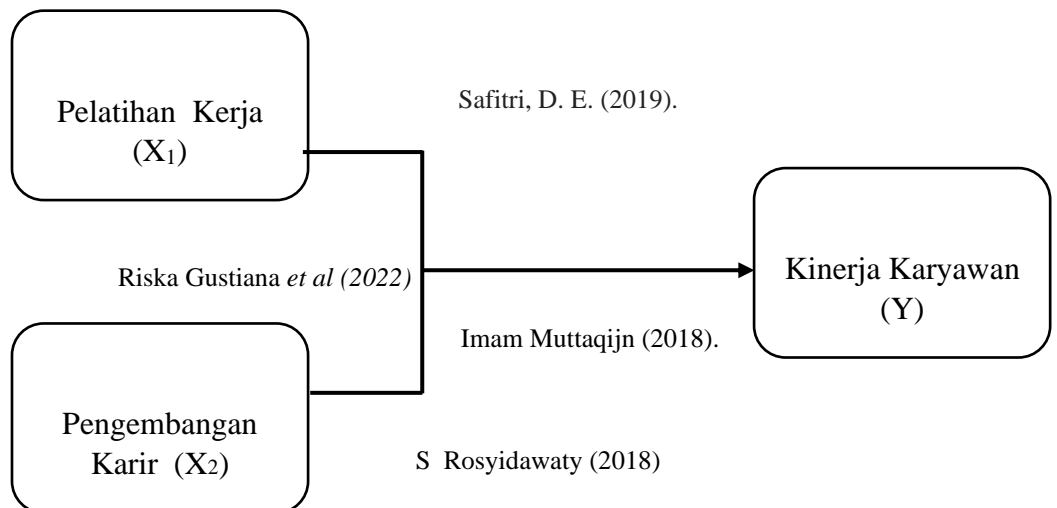 Safitri, D. E. (2019).
Pelatihan Kerja
(X₁)
Riska Gustiana et al (2022)
Kinerja Karyawan
(Y)
Imam Muttaqijn (2018).
Pengembangan
Karir (X₂)
S Rosyidawaty (2018)